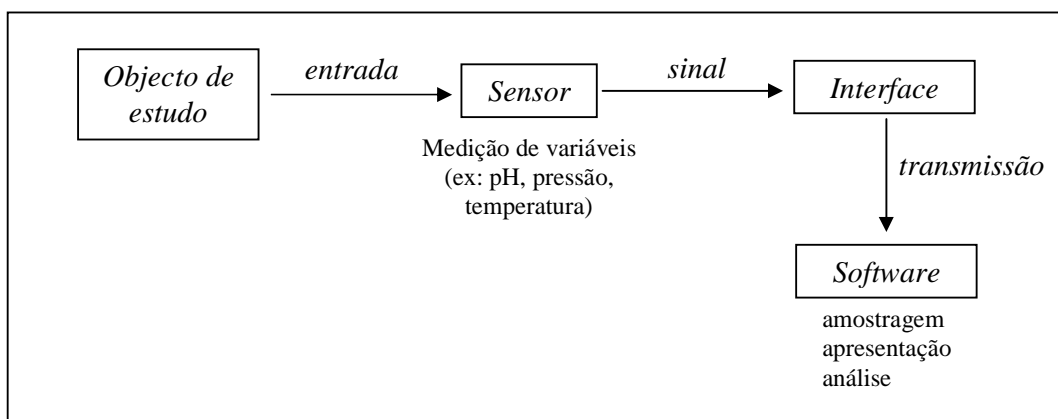 Objecto de
estudo
entrada
Sensor
sinal
Interface
Medição de variáveis
(ex: pH, pressão,
temperatura)
transmissão
Software
amostragem
apresentação
análise